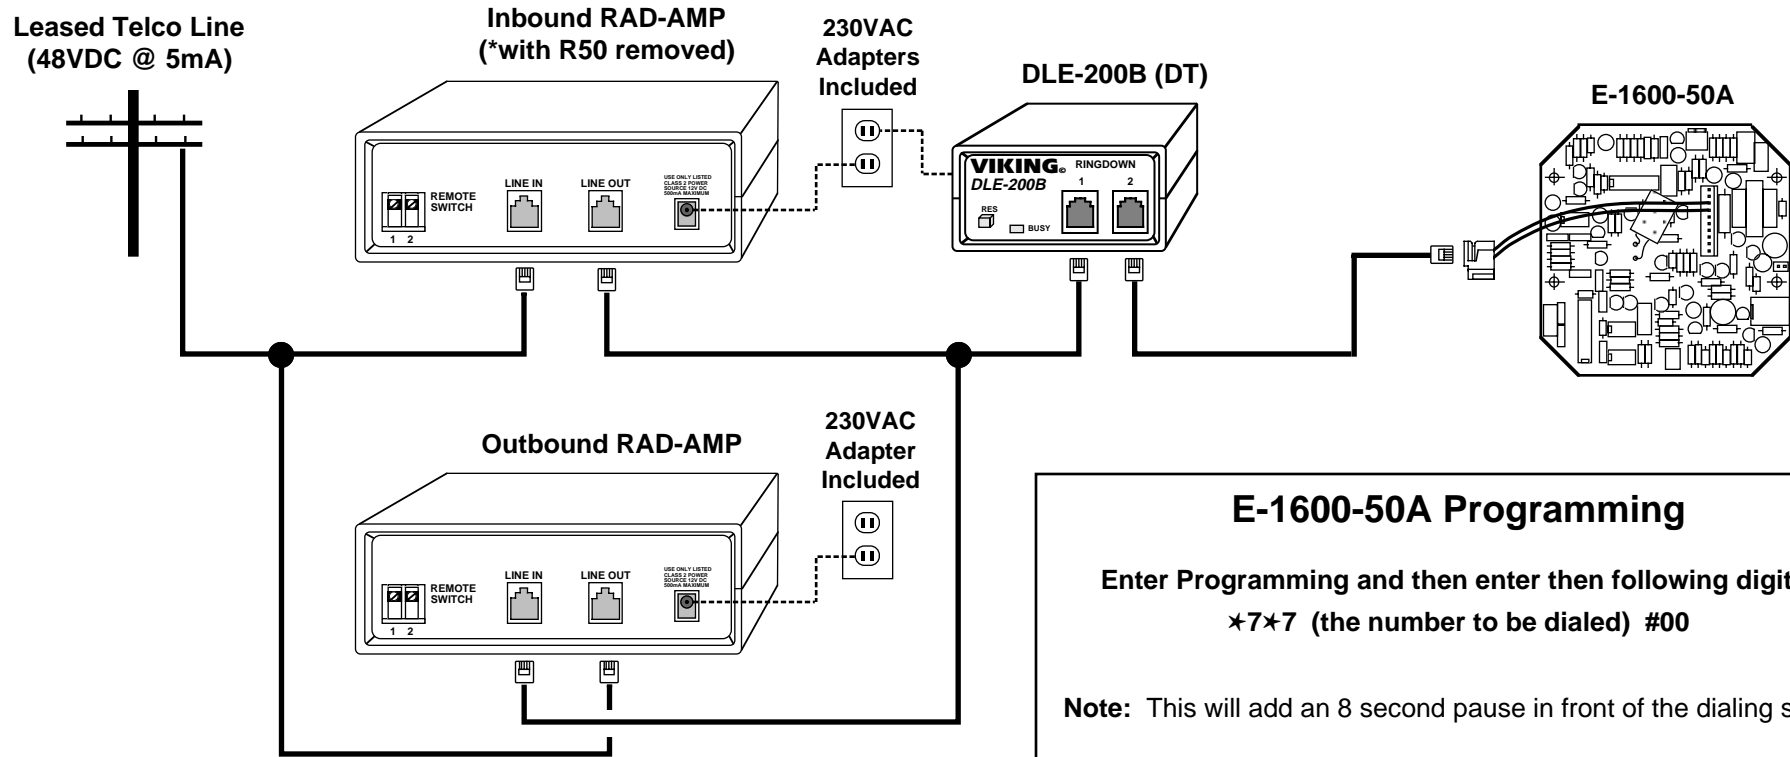 Leased Telco Line
(48VDC @ 5mA)
Inbound RAD-AMP
(*with R50 removed)
230VAC
Adapters
Included
DLE-200B (DT)
E-1600-50A
REMOTE
SWITCH
1 2
LINE IN
LINE OUT
USE ONLY LISTED
CLASS 2 POWER
SOURCE 12V DC
500mA MAXIMUM
VIKING©
RINGDOWN
DLE-200B
1
2
RES
BUSY
Outbound RAD-AMP
230VAC
Adapter
Included
REMOTE
SWITCH
1 2
LINE IN
LINE OUT
USE ONLY LISTED
CLASS 2 POWER
SOURCE 12V DC
500mA MAXIMUM
E-1600-50A Programming
Enter Programming and then enter then following digit
✶7✶7 (the number to be dialed) #00
Note: This will add an 8 second pause in front of the dialing s